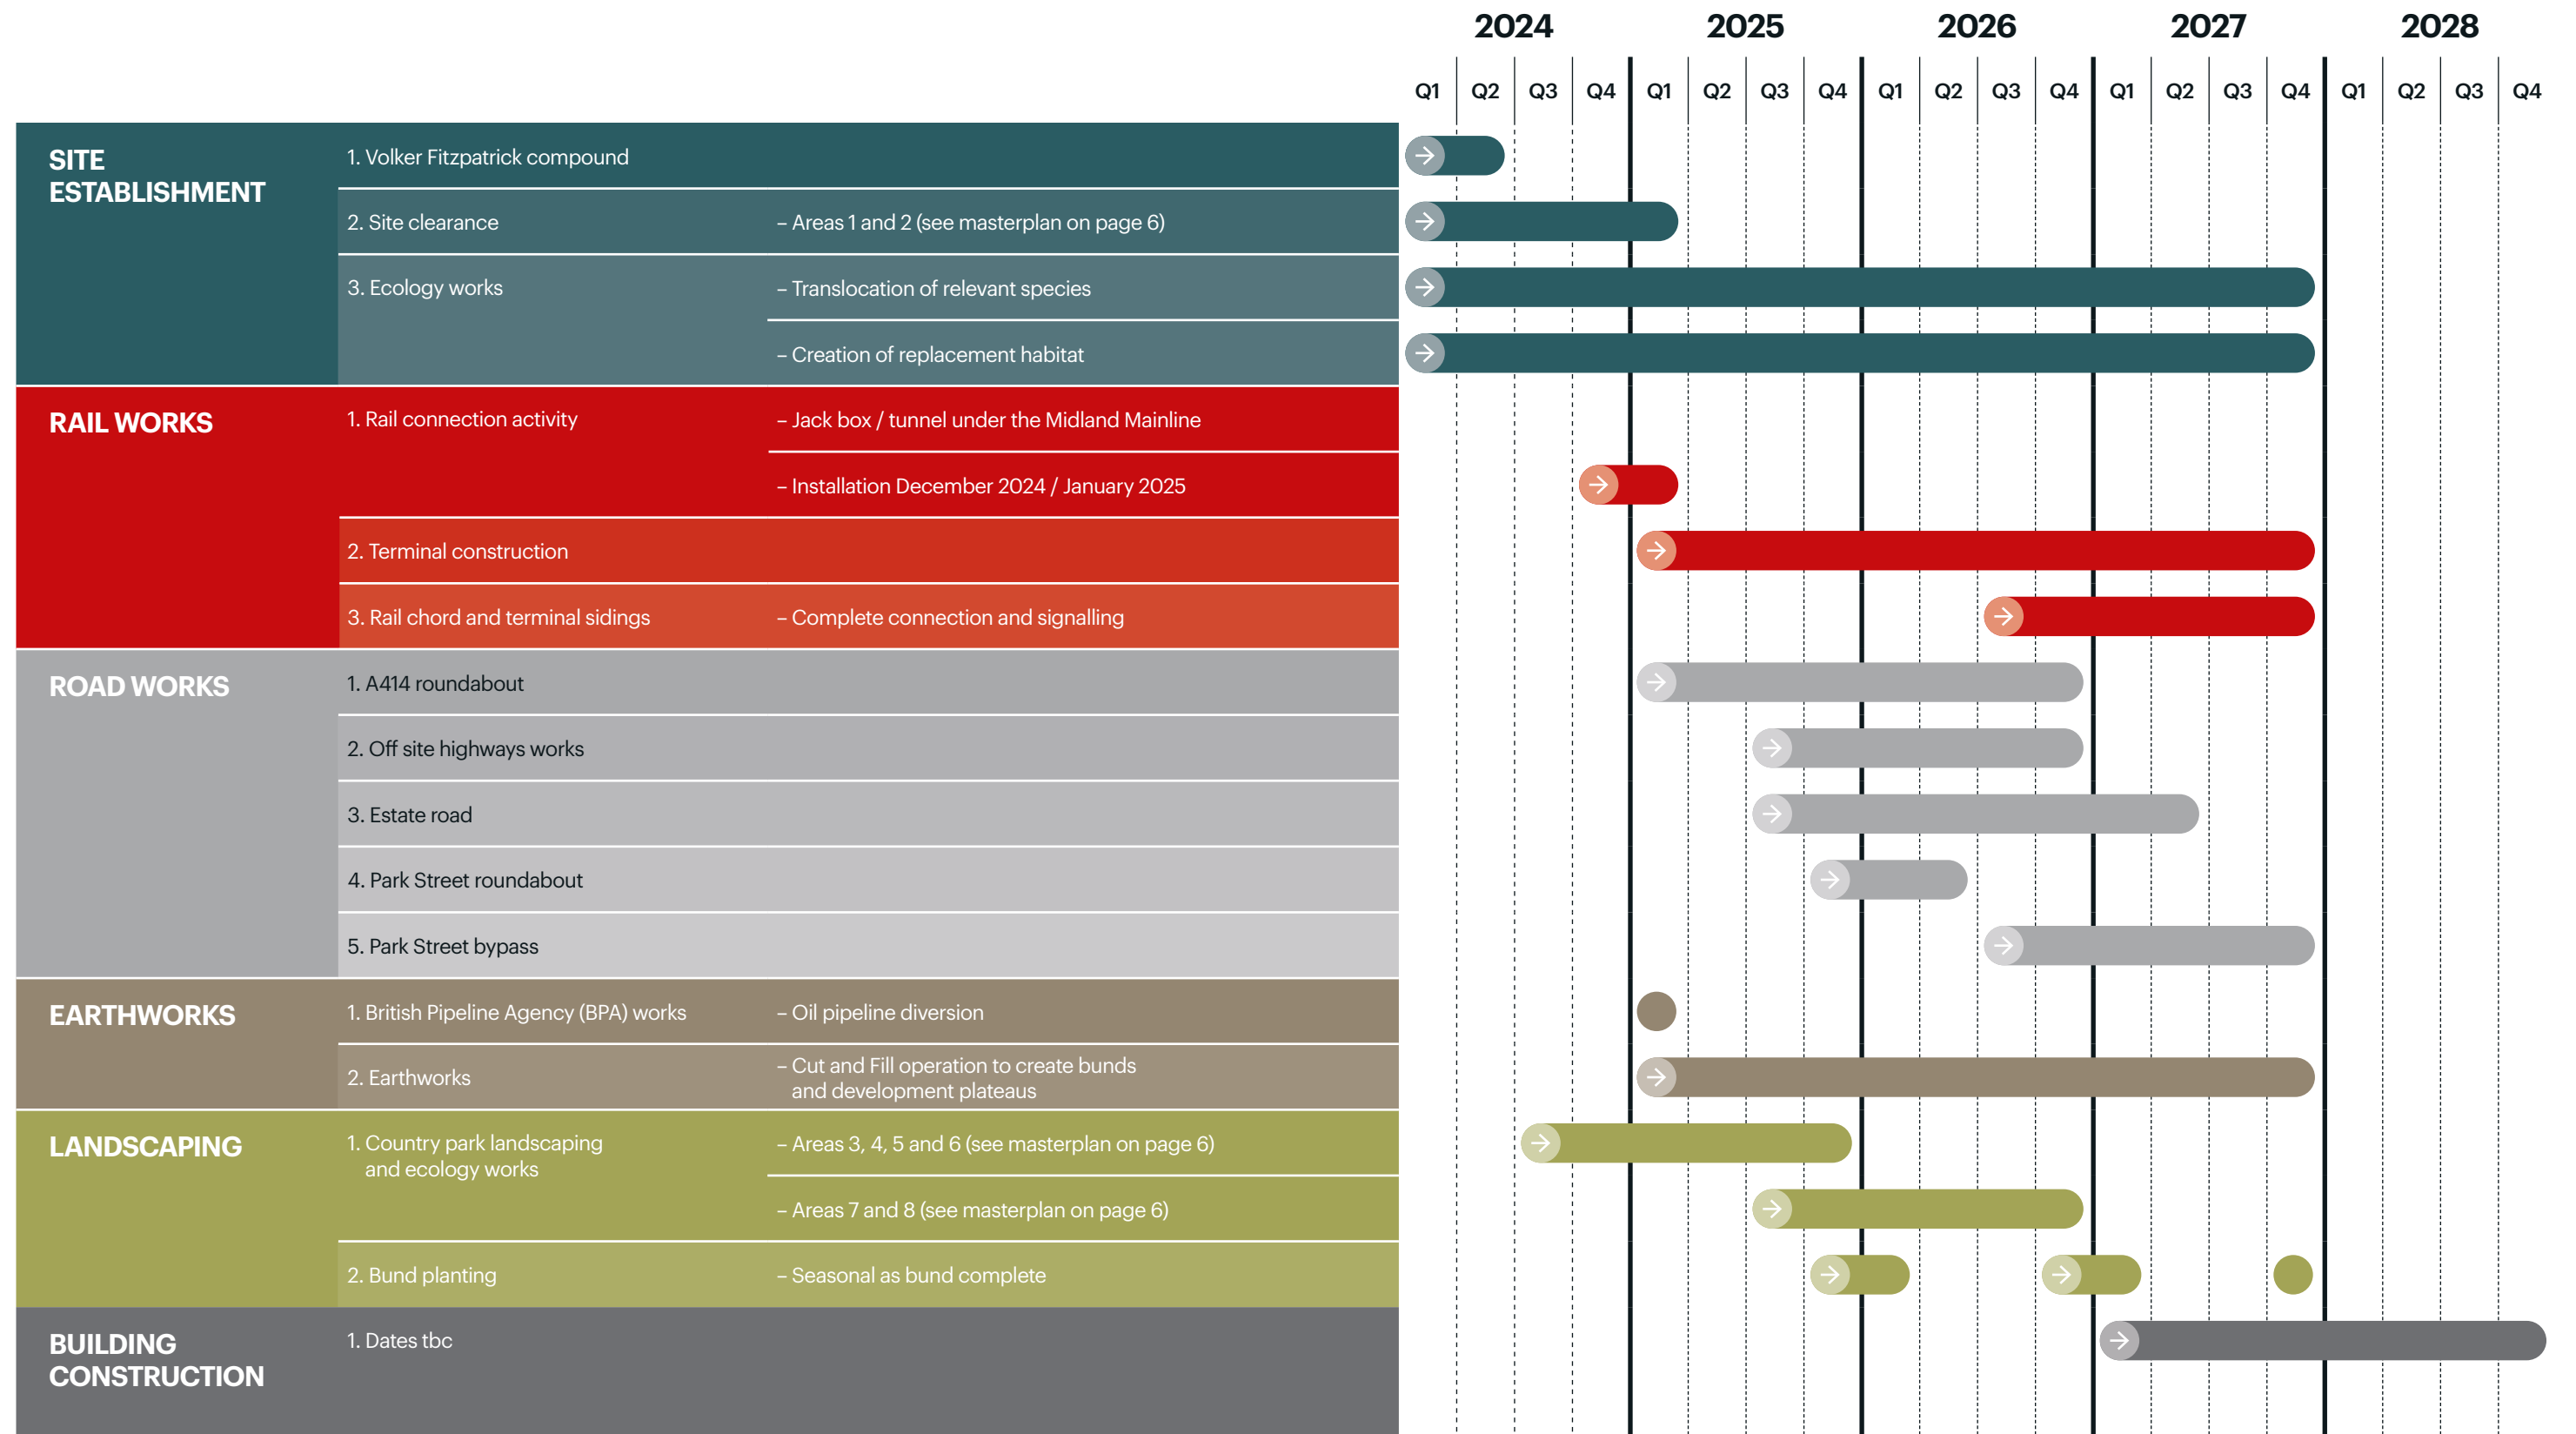 2024 2025 2026 2027 2028
Q1 Q2 Q3 Q4 Q1 Q2 Q3 Q4 Q1 Q2 Q3 Q4 Q1 Q2 Q3 Q4 Q1 Q2 Q3 Q4
SITE
ESTABLISHMENT
1. Volker Fitzpatrick compound
2. Site clearance
– Areas 1 and 2 (see masterplan on page 6)
3. Ecology works
– Translocation of relevant species
– Creation of replacement habitat
RAIL WORKS
1. Rail connection activity
– Jack box / tunnel under the Midland Mainline
– Installation December 2024 / January 2025
2. Terminal construction
3. Rail chord and terminal sidings
– Complete connection and signalling
ROAD WORKS
1. A414 roundabout
2. Off site highways works
3. Estate road
4. Park Street roundabout
5. Park Street bypass
EARTHWORKS
1. British Pipeline Agency (BPA) works
– Oil pipeline diversion
2. Earthworks
– Cut and Fill operation to create bunds
and development plateaus
LANDSCAPING
1. Country park landscaping
and ecology works
– Areas 3, 4, 5 and 6 (see masterplan on page 6)
– Areas 7 and 8 (see masterplan on page 6)
2. Bund planting
– Seasonal as bund complete
BUILDING
CONSTRUCTION
1. Dates tbc